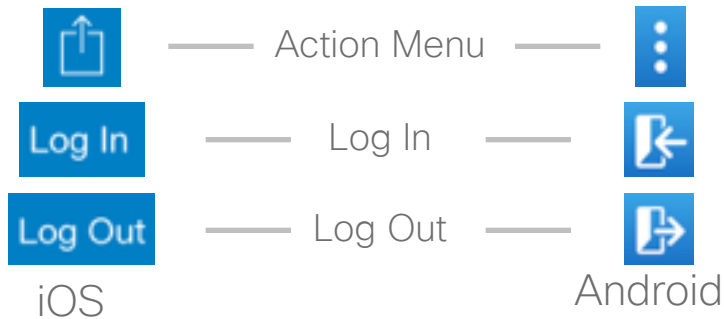 Action Menu
Log In Log In
Log Out Log Out
iOS Android